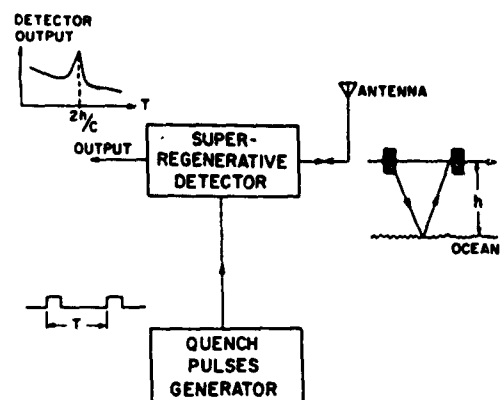 DETECTOR
OUTPUT
T
2h/c
ANTENNA
OUTPUT
SUPER-
REGENERATIVE
DETECTOR
h
OCEAN
T
QUENCH
PULSES
GENERATOR